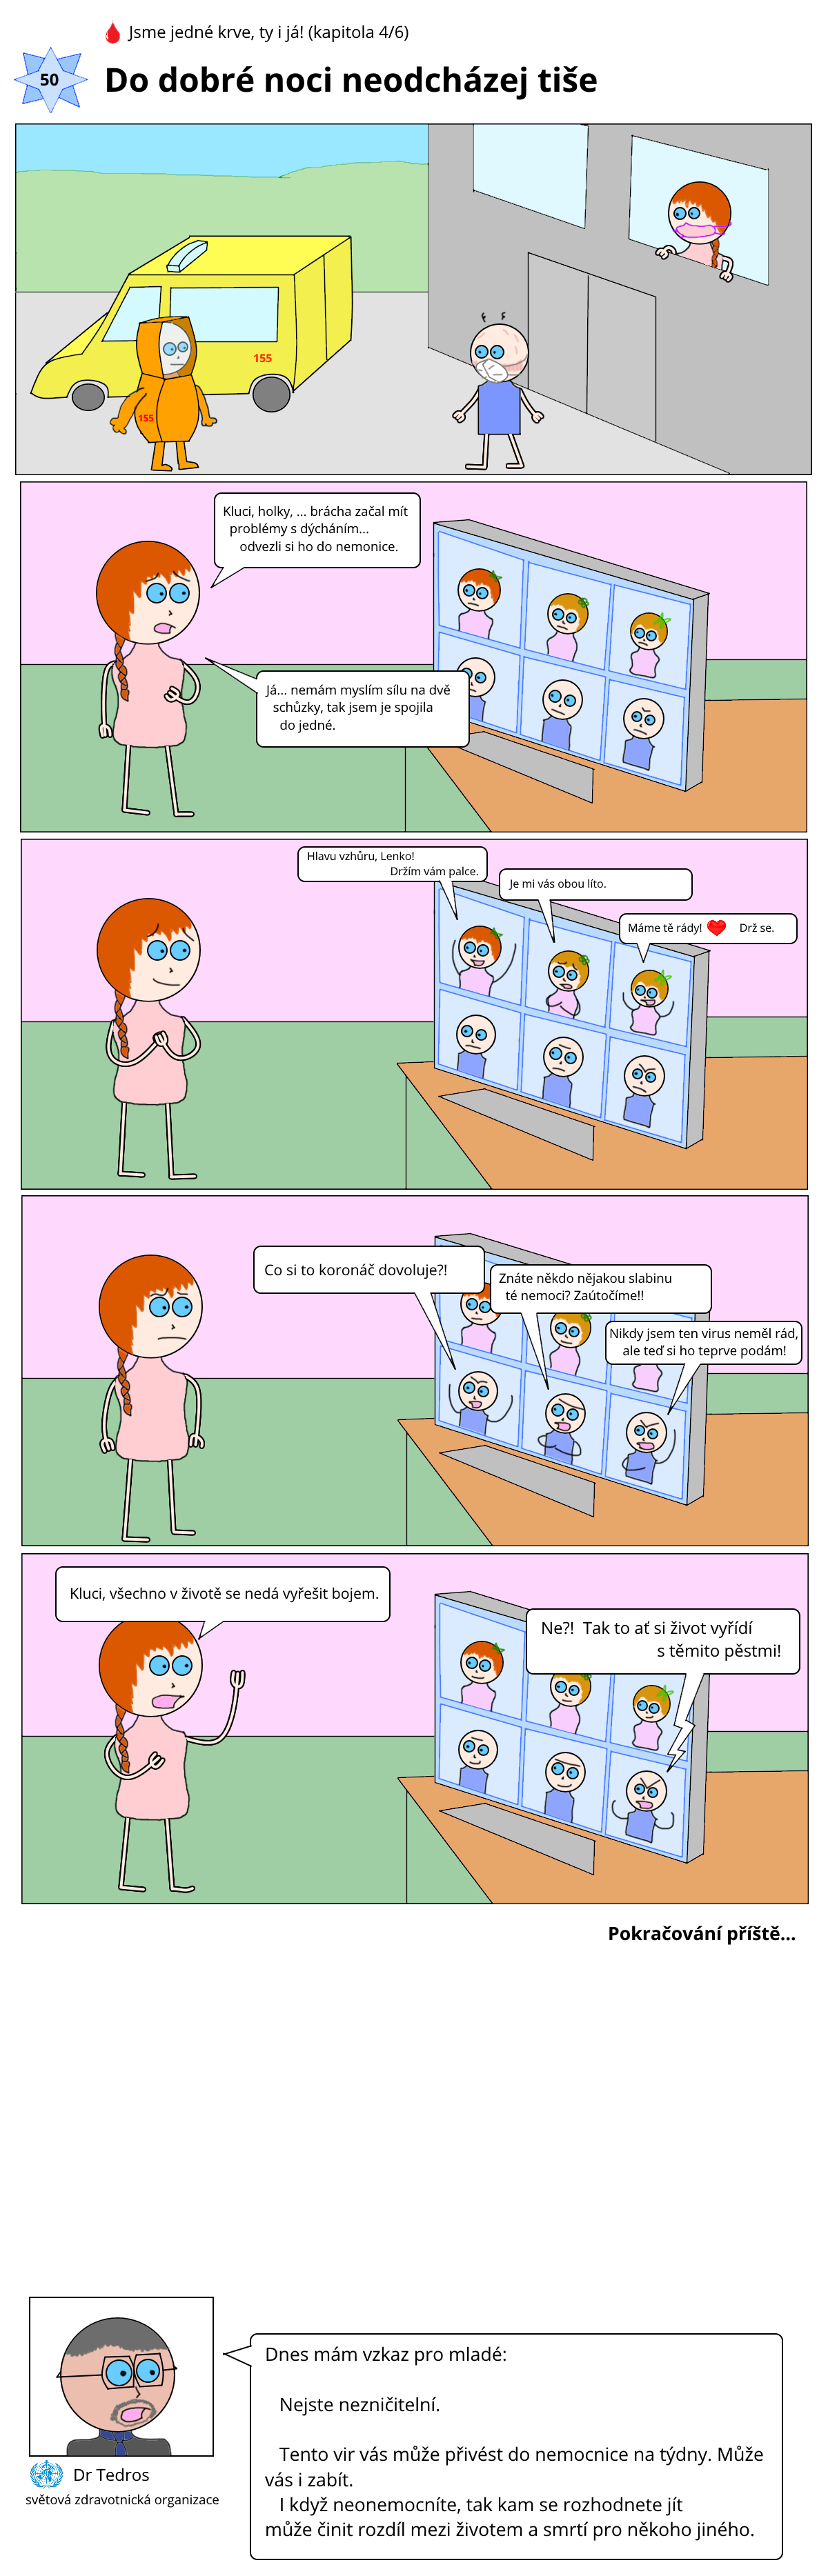 Jsme jedné krve, ty i já! (kapitola 4/6)
50
Do dobré noci neodcházej tiše
155
155
Kluci, holky, ... brácha začal mít
problémy s dýcháním...
odvezli si ho do nemonice.
Já... nemám myslím sílu na dvě
schůzky, tak jsem je spojila
do jedné.
Hlavu vzhůru, Lenko!
Držím vám palce.
Je mi vás obou líto.
Máme tě rády! Drž se.
Co si to koronáč dovoluje?!
Znáte někdo nějakou slabinu
té nemoci? Zaútočíme!!
Nikdy jsem ten virus neměl rád,
ale teď si ho teprve podám!
Kluci, všechno v životě se nedá vyřešit bojem.
Ne?! Tak to ať si život vyřídí
s těmito pěstmi!
Pokračování příště...
Dnes mám vzkaz pro mladé:
Nejste nezničitelní.
Tento vir vás může přivést do nemocnice na týdny. Může
vás i zabít.
I když neonemocníte, tak kam se rozhodnete jít
může činit rozdíl mezi životem a smrtí pro někoho jiného.
Dr Tedros
světová zdravotnická organizace